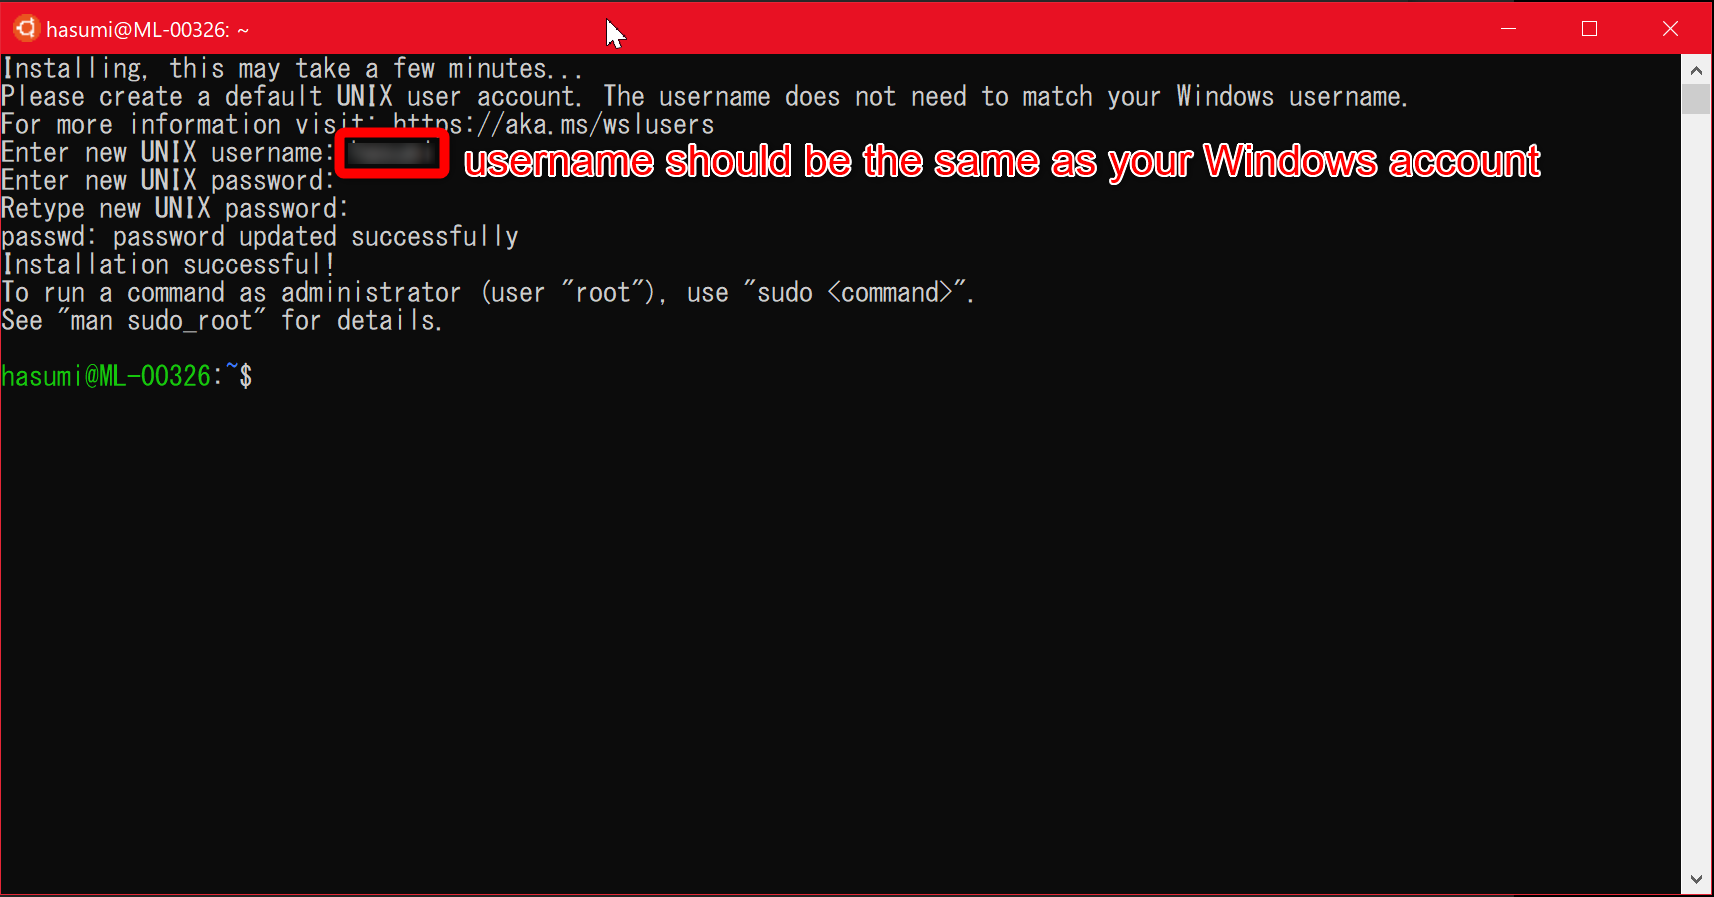 hasumi@ML-00326: ~
Installing, this may take a few minutes...
Please create a default UNIX user account. The username does not need to match your Windows username.
For more information visit: https://aka.ms/wslusers
Enter new UNIX username: username should be the same as your Windows account
Enter new UNIX password:
Retype new UNIX password:
passwd: password updated successfully
Installation successful!
To run a command as administrator (user "root"), use "sudo <command>".
See "man sudo_root" for details.
hasumi@ML-00326:~$